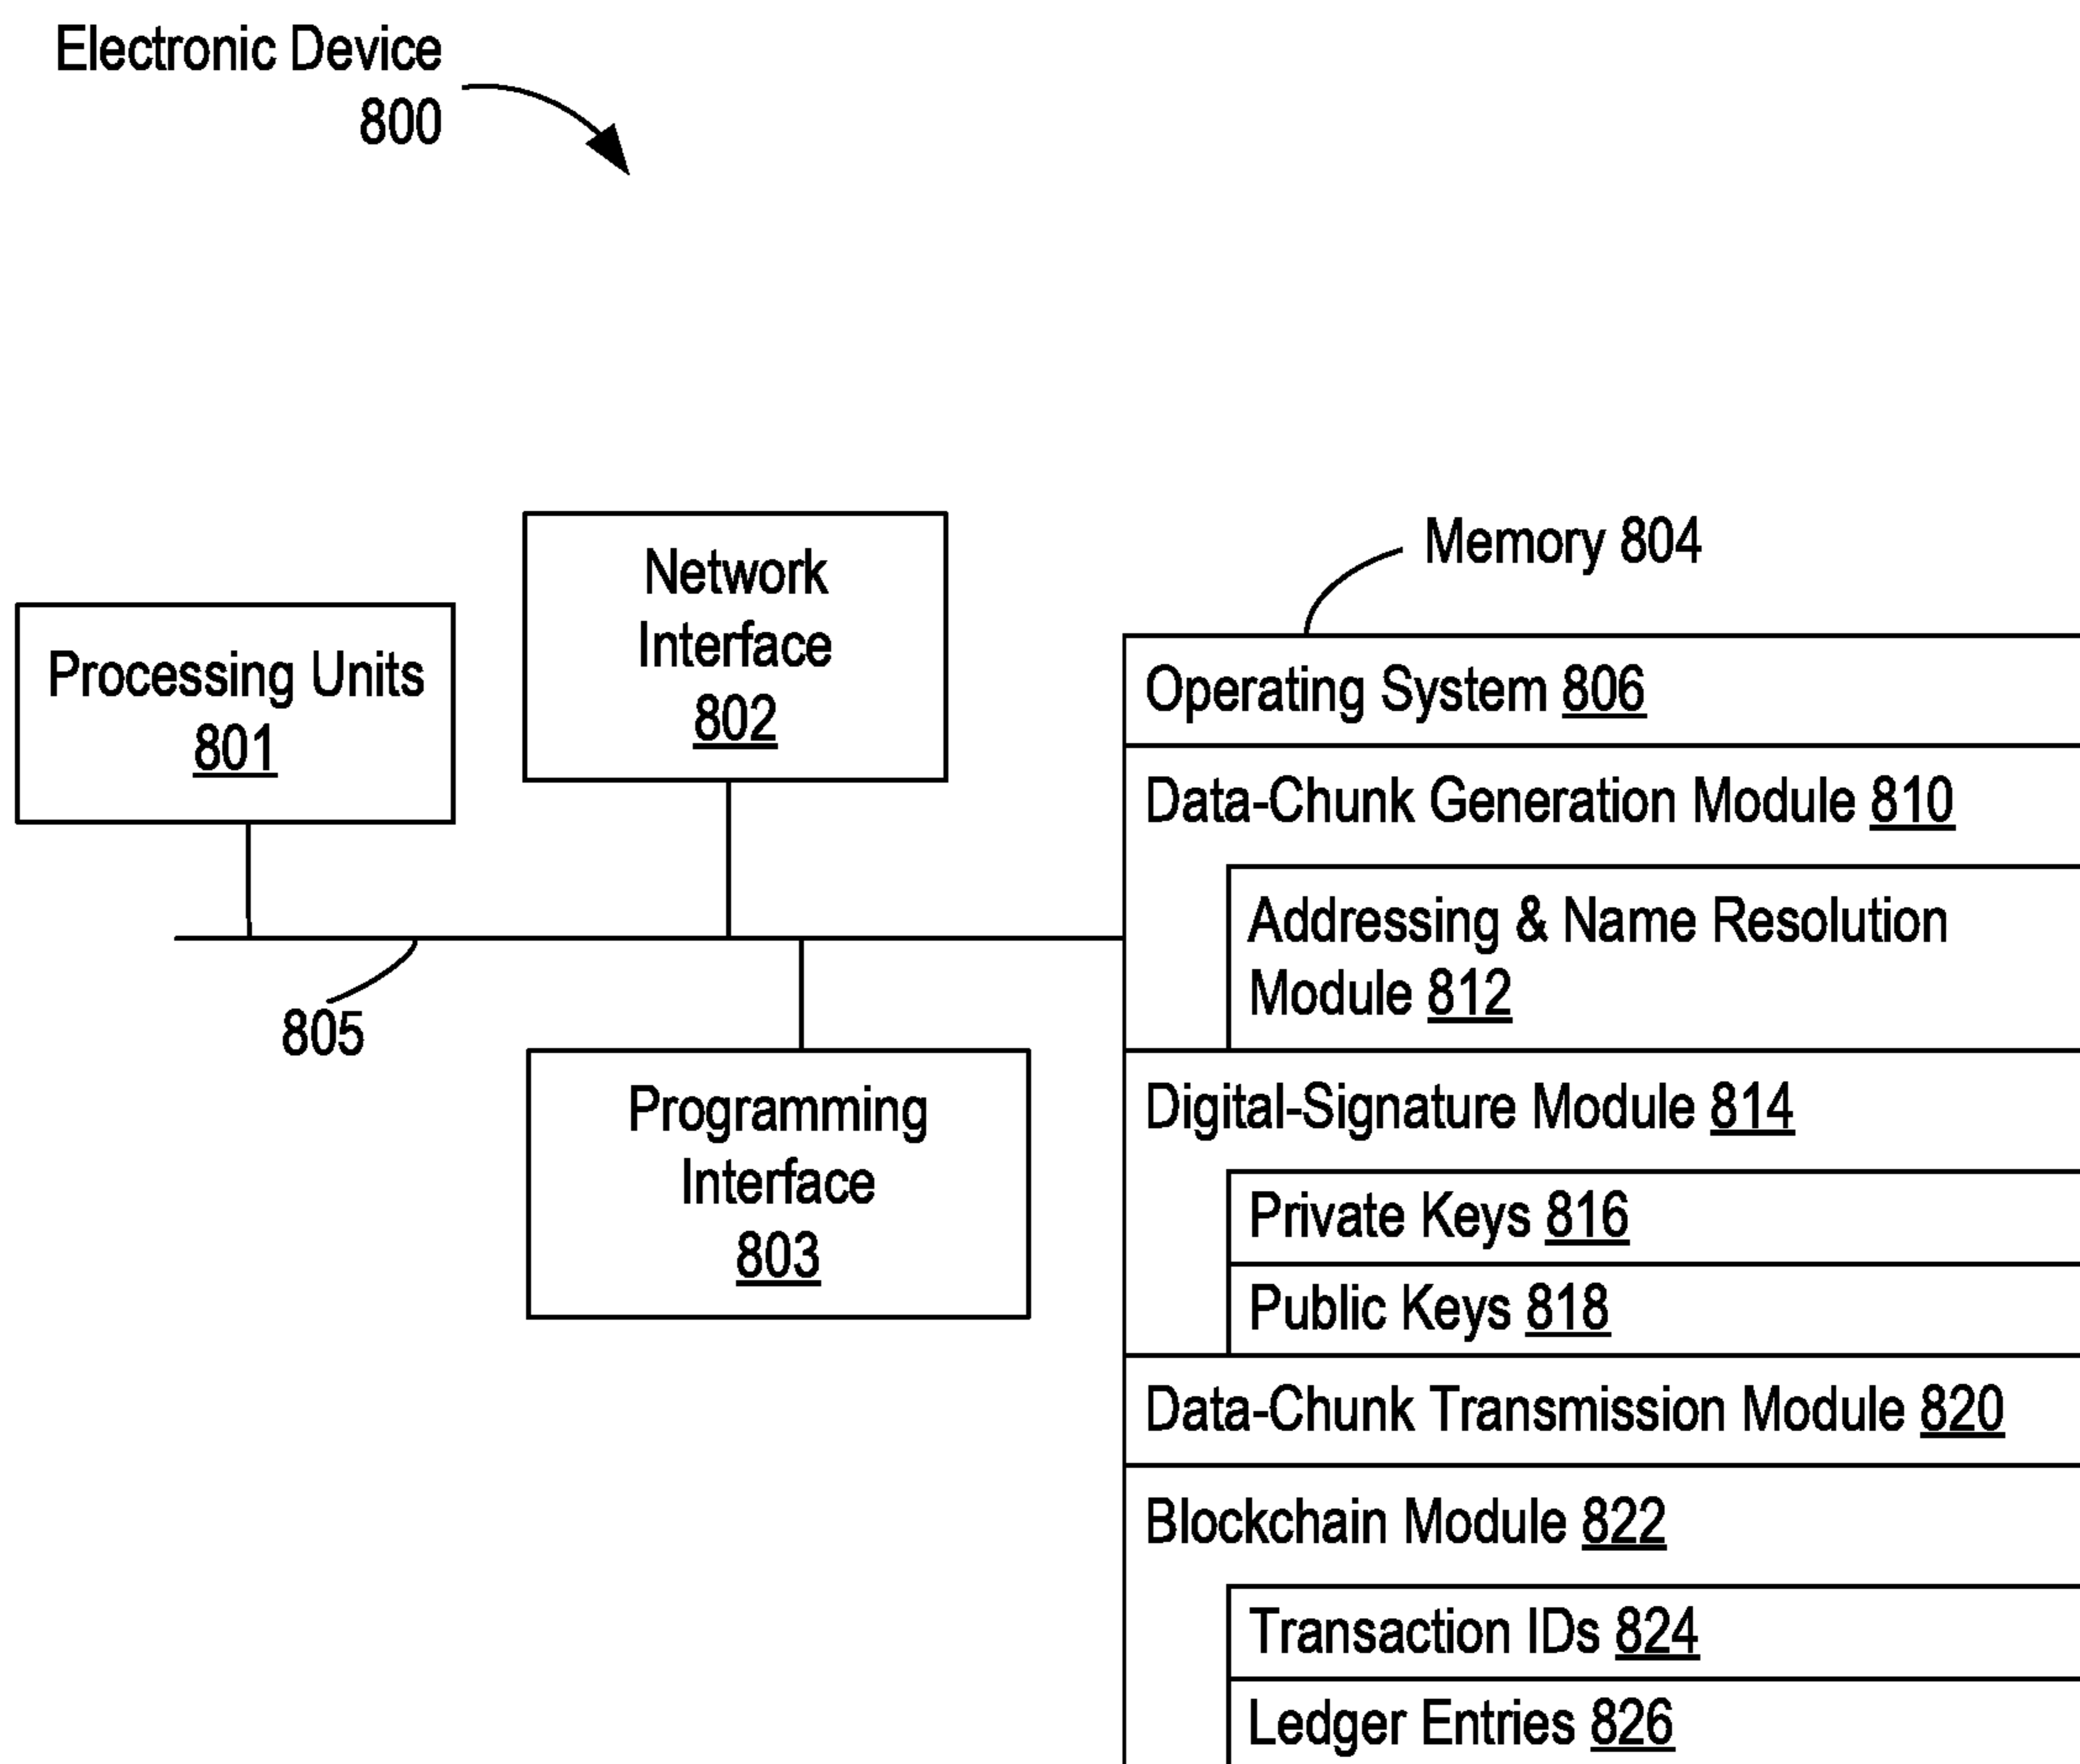 Electronic Device
800
Network
Interface
802
Memory 804
Processing Units
801
Operating System 806
Data-Chunk Generation Module 810
Addressing & Name Resolution
Module 812
805
Programming
Interface
803
Digital-Signature Module 814
Private Keys 816
Public Keys 818
Data-Chunk Transmission Module 820
Blockchain Module 822
Transaction IDs 824
Ledger Entries 826